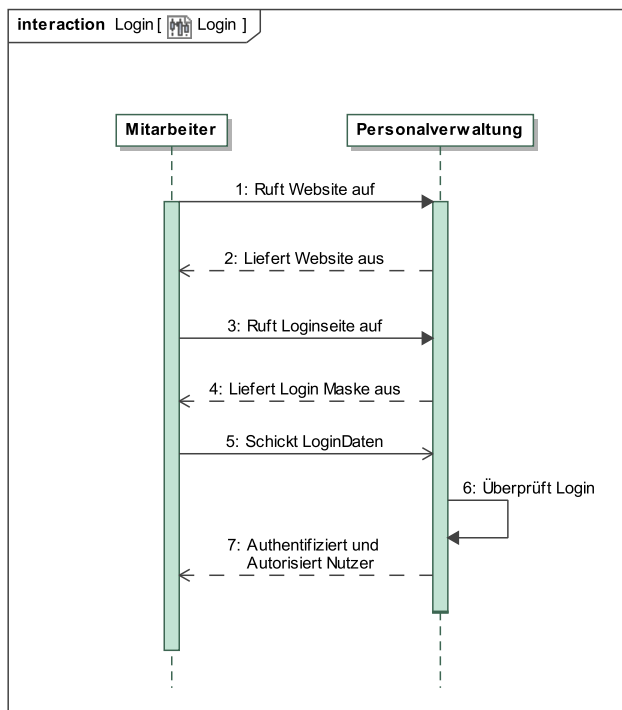 interaction Login [ Login ]
Mitarbeiter
Personalverwaltung
1: Ruft Website auf
2: Liefert Website aus
3: Ruft Loginseite auf
4: Liefert Login Maske aus
5: Schickt LoginDaten
6: Überprüft Login
7: Authentifiziert und
Autorisiert Nutzer